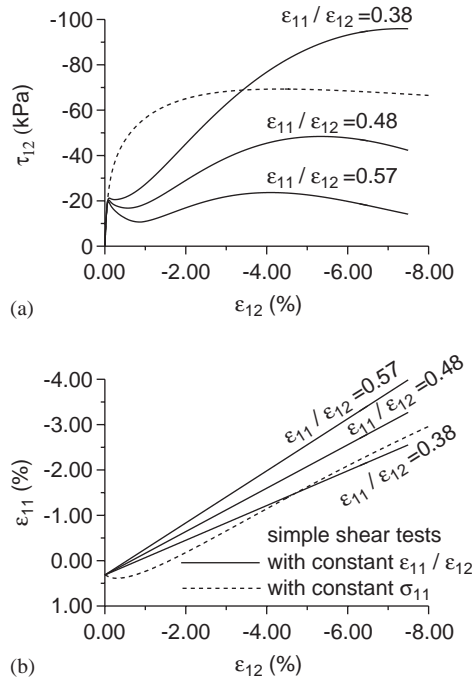 -100
-80
-60
-40
-20
0
τ12 (kPa)
ε11 / ε12 =0.38
ε11 / ε12 =0.48
ε11 / ε12 =0.57
0.00 -2.00 -4.00 -6.00 -8.00
(a)
ε12 (%)
-4.00
-3.00
-2.00
-1.00
0.00
1.00
ε11 (%)
ε11 / ε12 =0.57
ε11 / ε12 =0.48
ε11 / ε12 =0.38
simple shear tests
with constant ε11 / ε12
with constant σ11
0.00 -2.00 -4.00 -6.00 -8.00
(b)
ε12 (%)